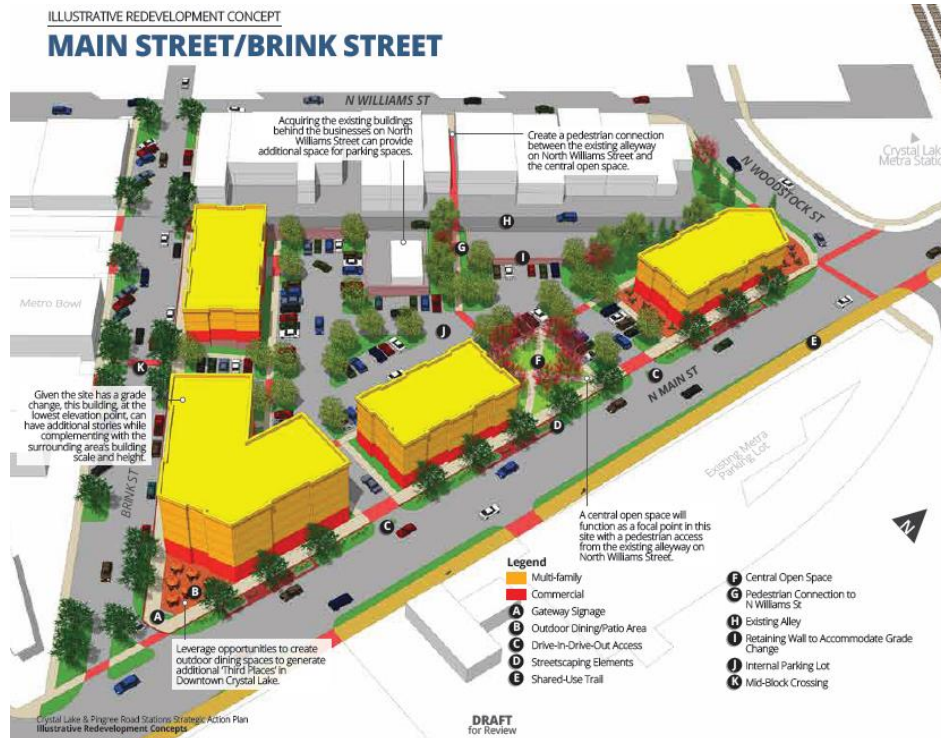 ILLUSTRATIVE REDEVELOPMENT CONCEPT
MAIN STREET/BRINK STREET
N WILLIAMS ST
Acquiring the existing buildings
behind the businesses on North
Williams Street can provide
additional space for parking spaces.
Create a pedestrian connection
between the existing alleyway
on North Williams Street and
the central open space.
N WOODSTOCK ST
Crystal Lake
Metra Station
H
G
I
Metro Bowl
J
E
F
K
C
N MAIN ST
Given the site has a grade
change, this building, at the
lowest elevation point, can
have additional stories while
complementing with the
surrounding area's building
scale and height.
D
Existing Metra
Parking Lot
BRINK ST
A central open space will
function as a focal point in this
site with a pedestrian access
from the existing alleyway on
North Williams Street.
N
C
B
A
Leverage opportunities to create
outdoor dining spaces to generate
additional 'Third Places' in
Downtown Crystal Lake.
Legend
Multi-family
Commercial
A Gateway Signage
B Outdoor Dining/Patio Area
C Drive-In-Drive-Out Access
D Streetscaping Elements
E Shared-Use Trail
F Central Open Space
G Pedestrian Connection to
N Williams St
H Existing Alley
I Retaining Wall to Accommodate Grade
Change
J Internal Parking Lot
K Mid-Block Crossing
Crystal Lake & Pingree Road Stations Strategic Action Plan
Illustrative Redevelopment Concepts
DRAFT
for Review